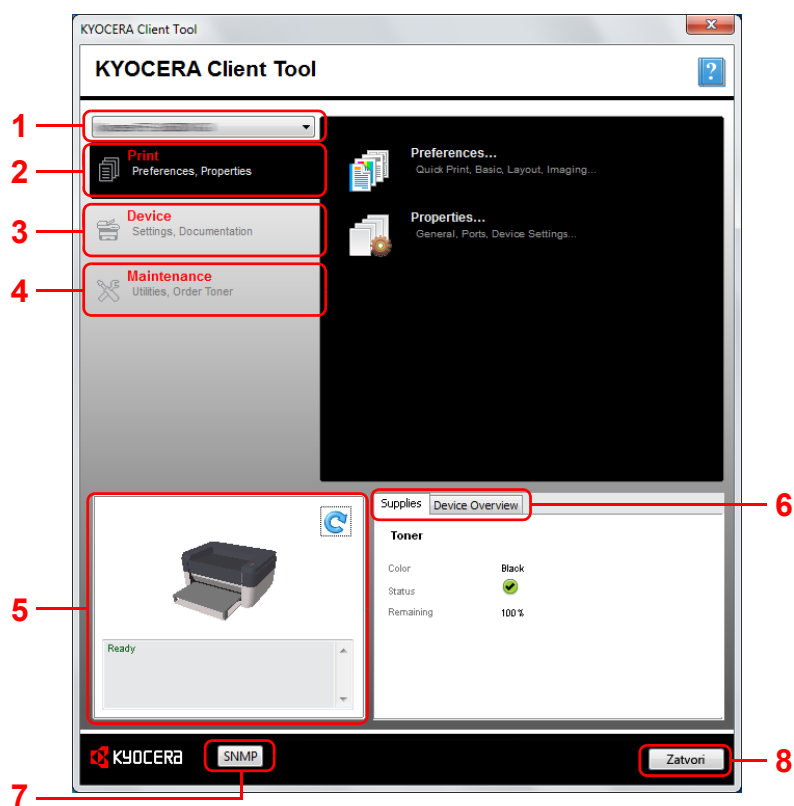 KYOCERA Client Tool
KYOCERA Client Tool
?
1
2
Print
Preferences, Properties
3
Device
Settings, Documentation
4
Maintenance
Utilities, Order Toner
Preferences...
Quick Print, Basic, Layout, Imaging...
Properties...
General, Ports, Device Settings...
5
Ready
Supplies
Device Overview
6
Toner
Color Black
Status
Remaining 100 %
KYOCERA
SNMP
7
Zatvori
8